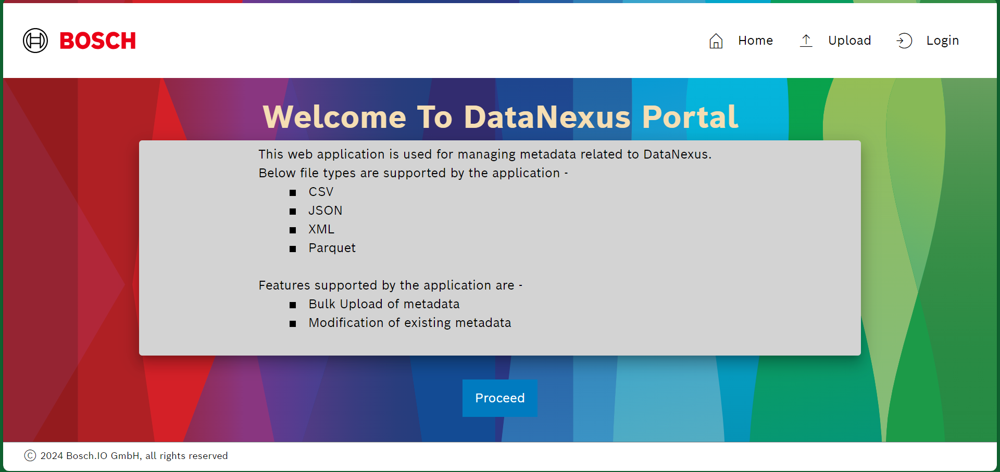 BOSCH
Home
Upload
Login
Welcome To DataNexus Portal
This web application is used for managing metadata related to DataNexus.
Below file types are supported by the application -
■ CSV
■ JSON
■ XML
■ Parquet
Features supported by the application are -
■ Bulk Upload of metadata
■ Modification of existing metadata
Proceed
© 2024 Bosch.IO GmbH, all rights reserved